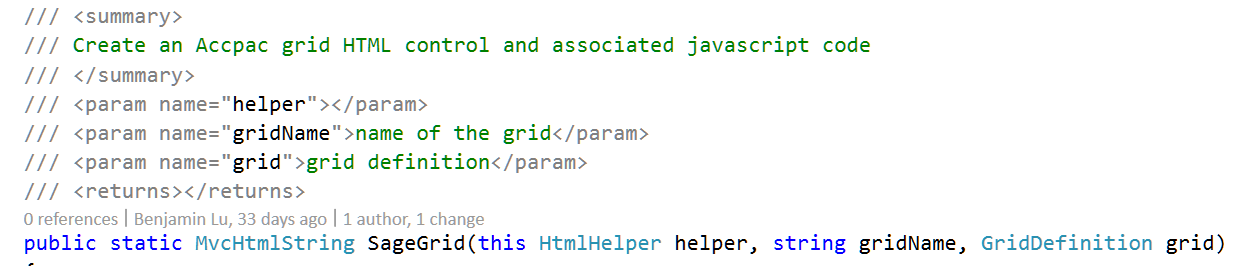 /// <summary>
/// Create an Accpac grid HTML control and associated javascript code
/// </summary>
/// <param name="helper"></param>
/// <param name="gridName">name of the grid</param>
/// <param name="grid">grid definition</param>
/// <returns></returns>
0 references | Benjamin Lu, 33 days ago | 1 author, 1 change
public static MvcHtmlString SageGrid(this HtmlHelper helper, string gridName, GridDefinition grid)